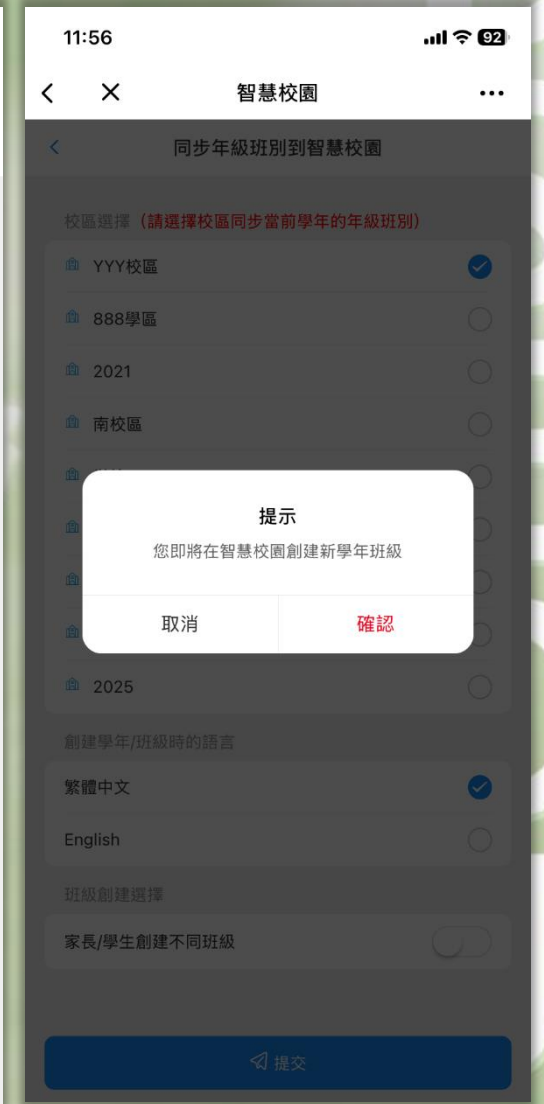 11:56
92
智慧校園
同步年級班別到智慧校園
校區選擇（請選擇校區同步當前學年的年級班別）
YYY校區
888學區
2021
南校區
提示
您即將在智慧校園創建新學年班級
取消
確認
2025
創建學年/班級時的語言
繁體中文
English
班級創建選擇
家長/學生創建不同班級
提交